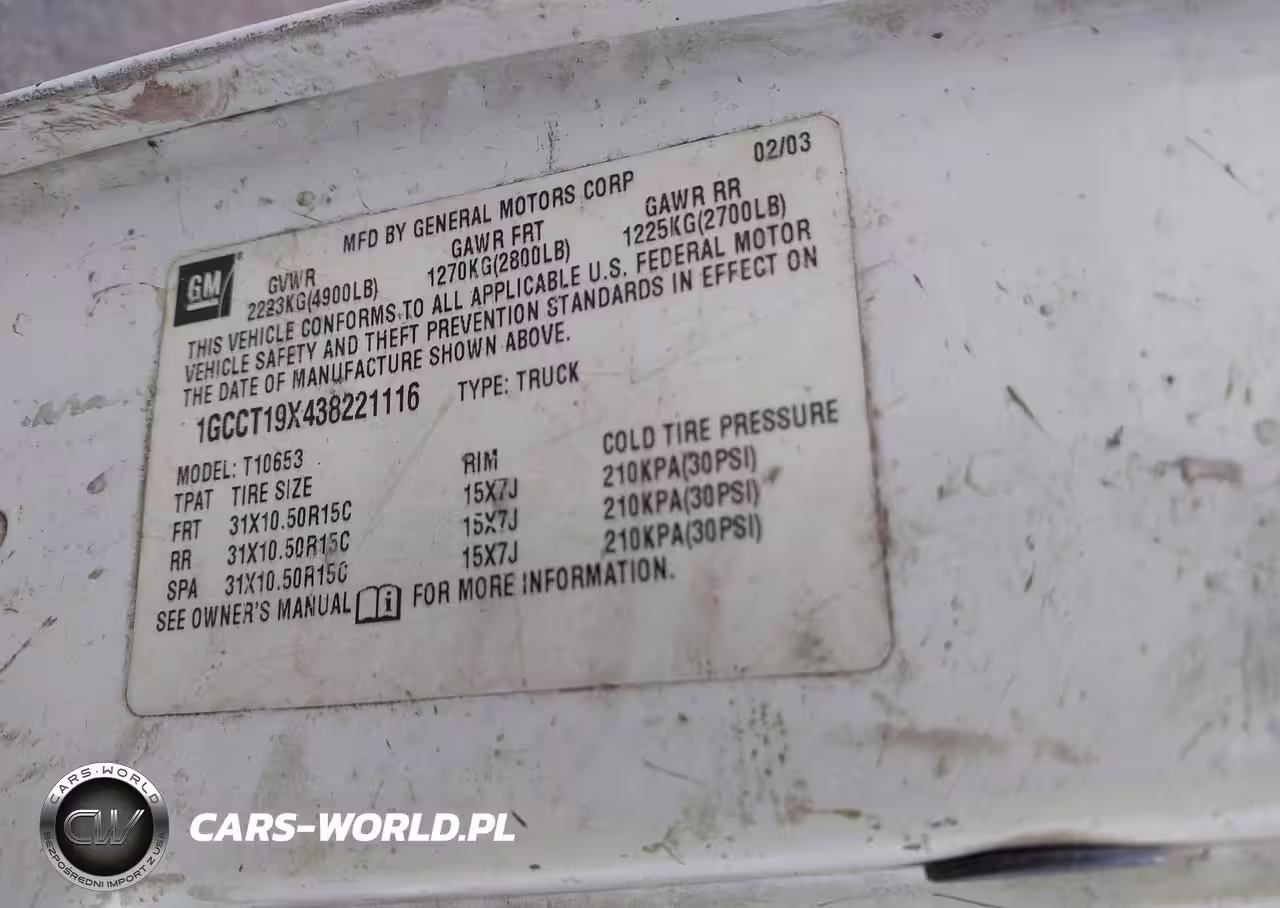 02/03
MFD BY GENERAL MOTORS CORP
GM
GVWR GAWR FRT GAWR RR
2223KG(4900LB) 1270KG(2800LB) 1225KG(2700LB)
THIS VEHICLE CONFORMS TO ALL APPLICABLE U.S. FEDERAL MOTOR
VEHICLE SAFETY AND THEFT PREVENTION STANDARDS IN EFFECT ON
THE DATE OF MANUFACTURE SHOWN ABOVE.
1GCCT19X438221116 TYPE: TRUCK
MODEL: T10653
TPAT TIRE SIZE RIM COLD TIRE PRESSURE
FRT 31X10.50R15C 15X7J 210KPA(30PSI)
RR 31X10.50R15C 15X7J 210KPA(30PSI)
SPA 31X10.50R15C 15X7J 210KPA(30PSI)
SEE OWNER'S MANUAL i FOR MORE INFORMATION.
CARS-WORLD
CW
BEZPOŚREDNI IMPORT Z USA
CARS-WORLD.PL